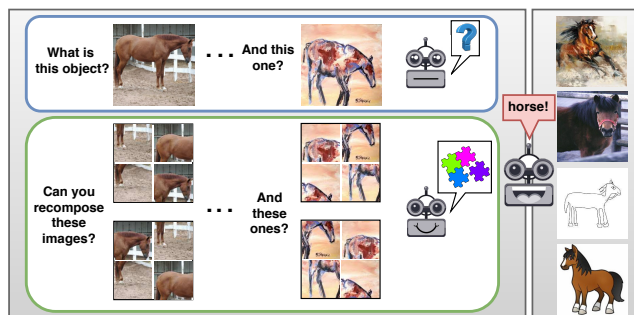 What is
this object?
And this
one?
?
horse!
Can you
recompose
these
images?
And
these
ones?